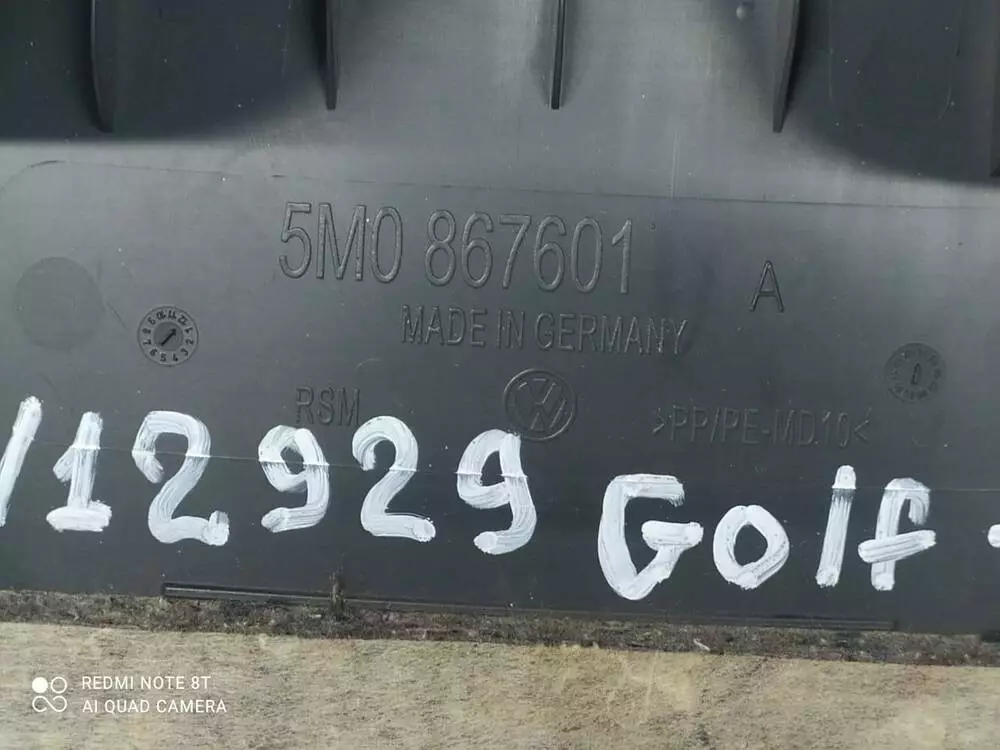 5M0 867601 A
MADE IN GERMANY
RSM
>PP/PE-MD10<
/12929 Golf -
REDMI NOTE 8T
AI QUAD CAMERA